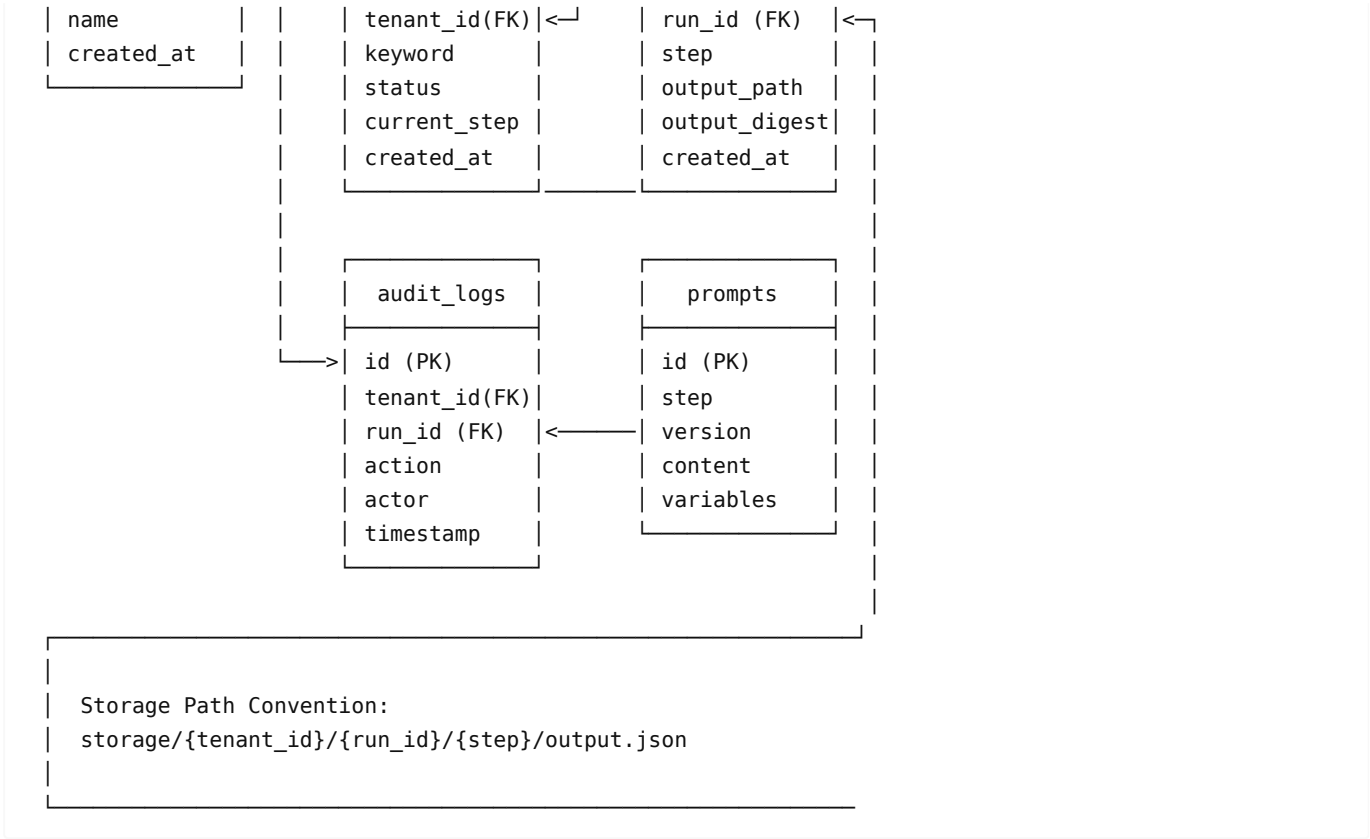 name tenant_id(FK) run_id (FK)
created_at keyword step
status output_path
current_step output_digest
created_at created_at
audit_logs prompts
id (PK) id (PK)
tenant_id(FK) step
run_id (FK) version
action content
actor variables
timestamp
Storage Path Convention:
storage/{tenant_id}/{run_id}/{step}/output.json